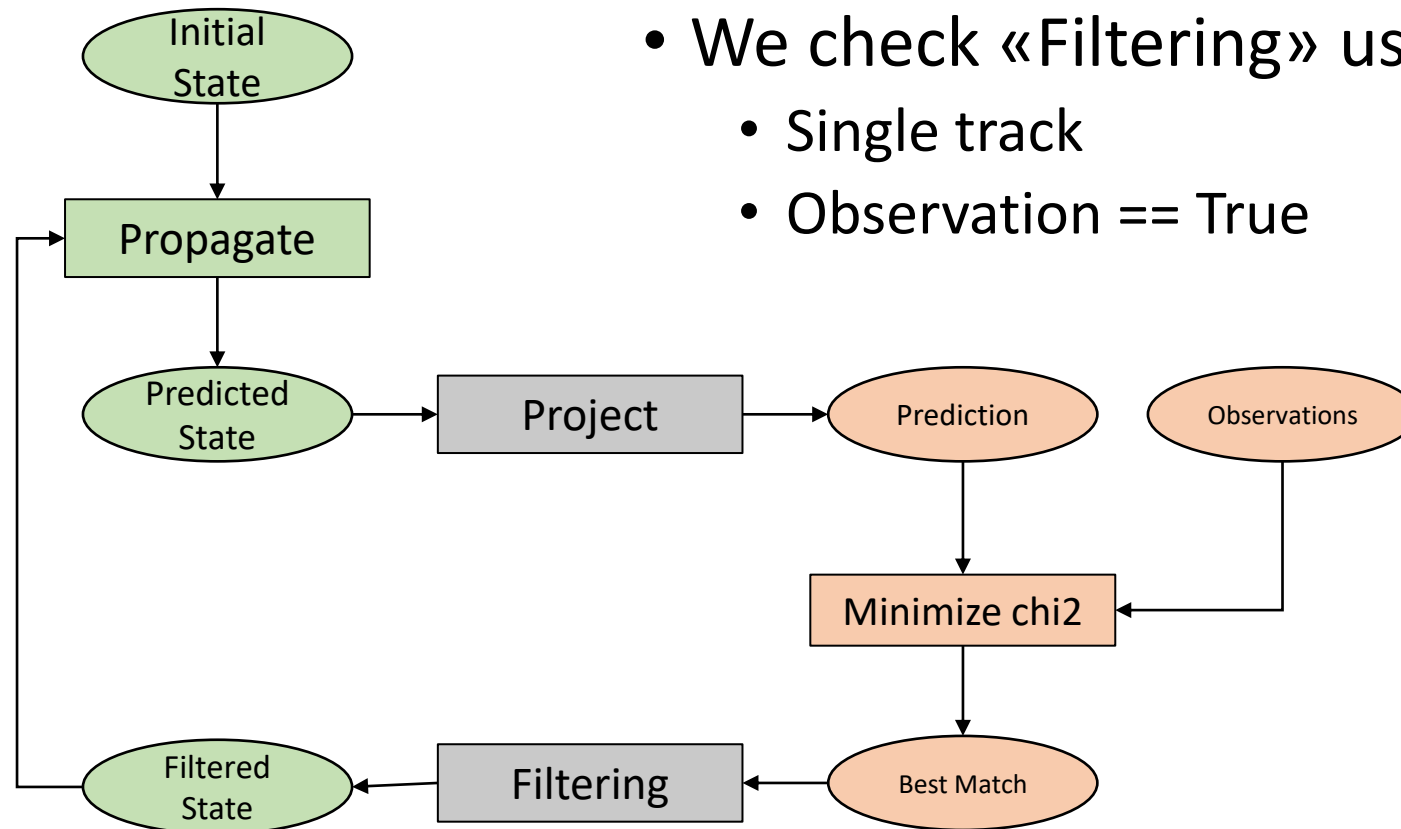 Initial
State
• We check «Filtering» us
• Single track
• Observation == True
Propagate
Predicted
State
Project
Prediction
Observations
Minimize chi2
Filtered
State
Filtering
Best Match